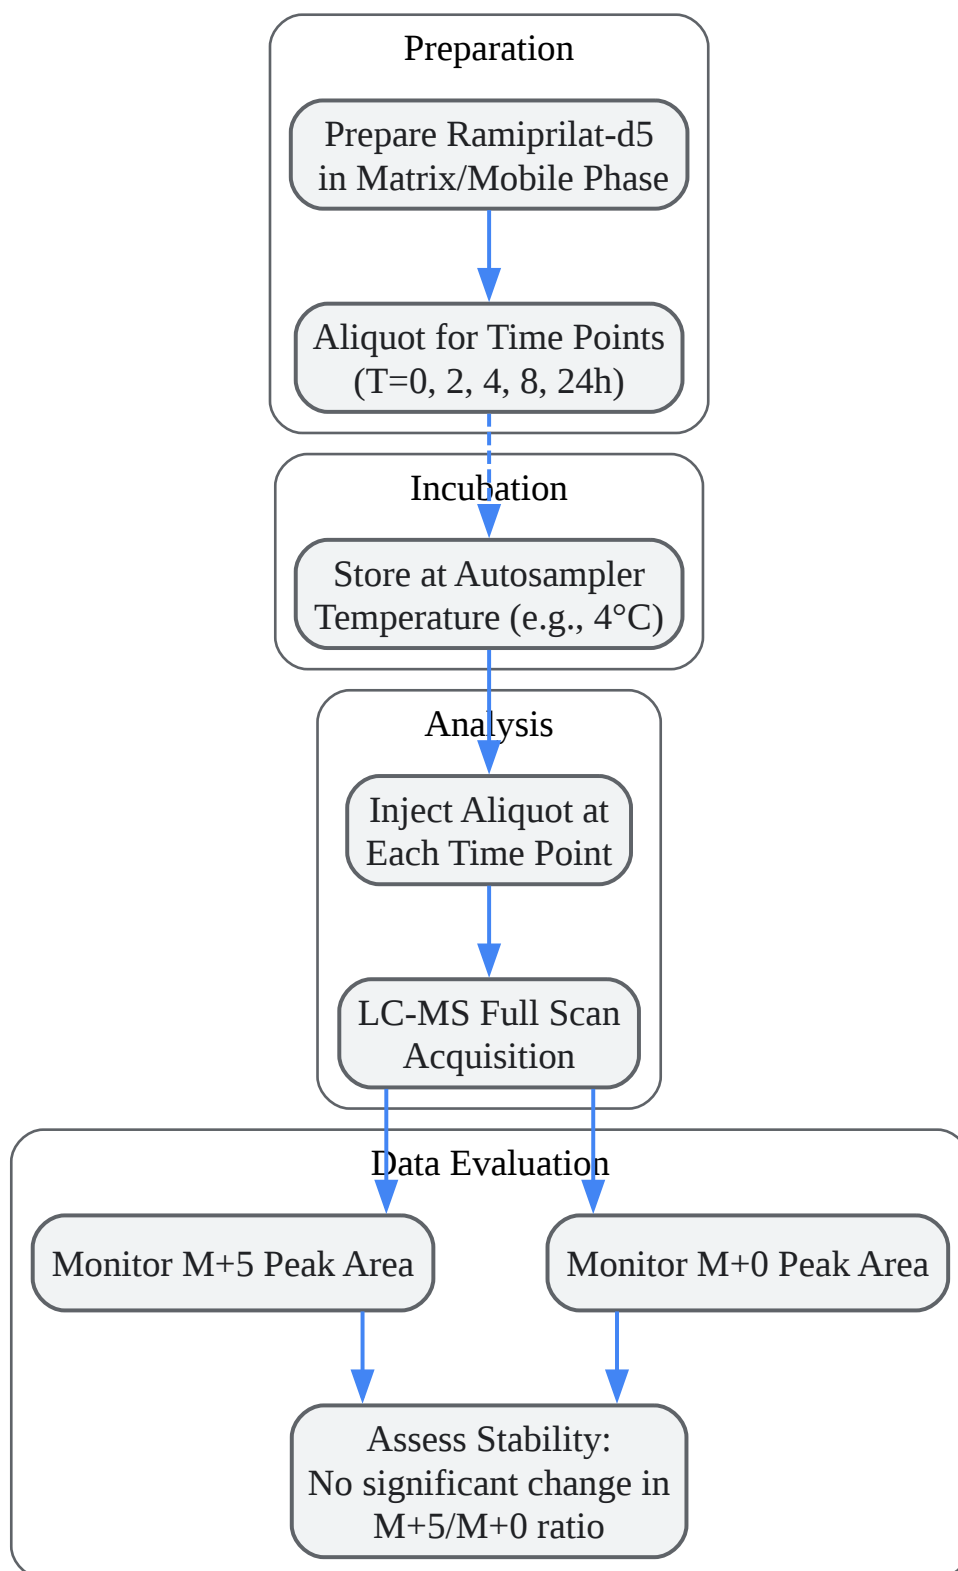 Preparation
Prepare Ramiprilat-d5
in Matrix/Mobile Phase
Aliquot for Time Points
(T=0, 2, 4, 8, 24h)
Incubation
Store at Autosampler
Temperature (e.g., 4°C)
Analysis
Inject Aliquot at
Each Time Point
LC-MS Full Scan
Acquisition
Data Evaluation
Monitor M+5 Peak Area
Monitor M+0 Peak Area
Assess Stability:
No significant change in
M+5/M+0 ratio